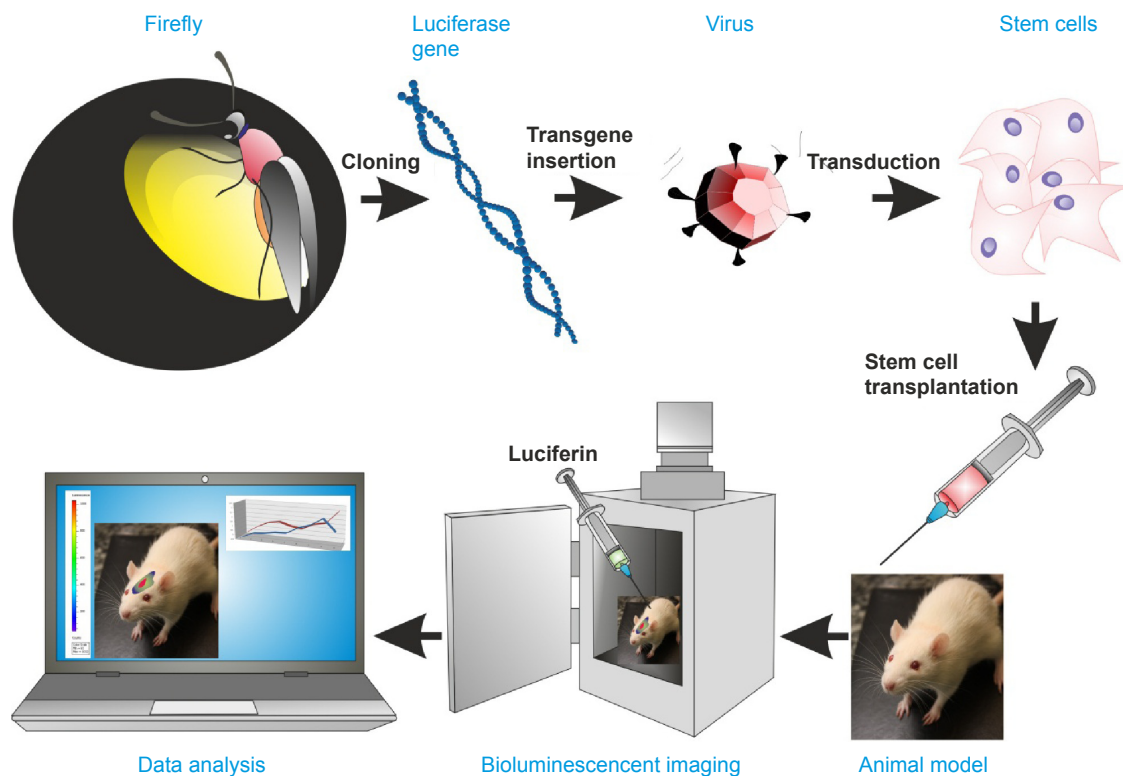 Firefly
Luciferase
gene
Virus
Stem cells
Cloning
Transgene
insertion
Transduction
Stem cell
transplantation
Luciferin
Data analysis
Bioluminescent imaging
Animal model